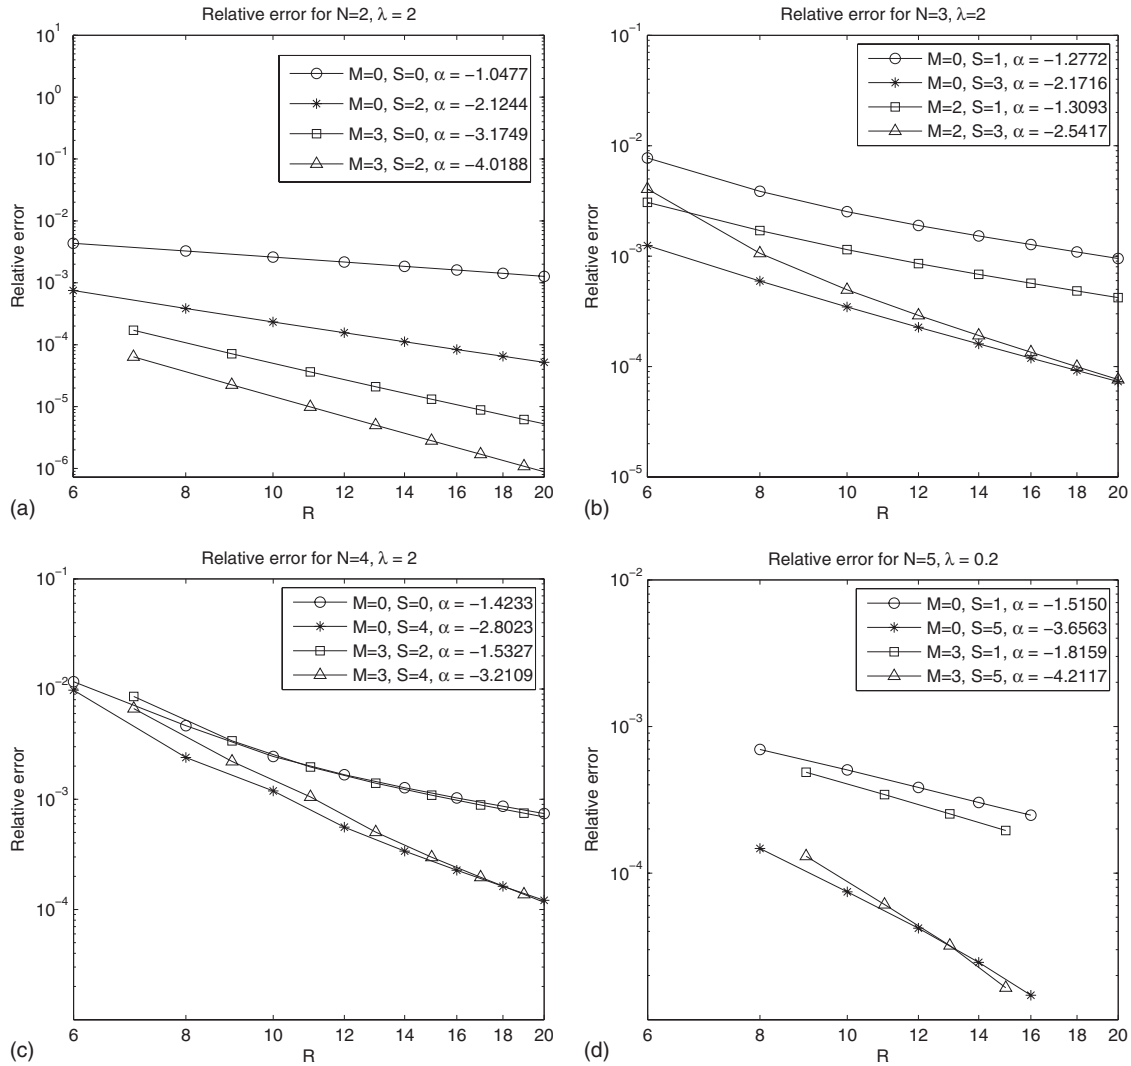 Relative error for N=2, λ = 2
10^1
10^0
10^-1
10^-2
10^-3
10^-4
10^-5
10^-6
Relative error
M=0, S=0, α = −1.0477
M=0, S=2, α = −2.1244
M=3, S=0, α = −3.1749
M=3, S=2, α = −4.0188
6 8 10 12 14 16 18 20
R
(a)
Relative error for N=3, λ=2
10^-1
10^-2
10^-3
10^-4
10^-5
Relative error
M=0, S=1, α = −1.2772
M=0, S=3, α = −2.1716
M=2, S=1, α = −1.3093
M=2, S=3, α = −2.5417
6 8 10 12 14 16 18 20
R
(b)
Relative error for N=4, λ = 2
10^-1
10^-2
10^-3
10^-4
Relative error
M=0, S=0, α = −1.4233
M=0, S=4, α = −2.8023
M=3, S=2, α = −1.5327
M=3, S=4, α = −3.2109
6 8 10 12 14 16 18 20
R
(c)
Relative error for N=5, λ = 0.2
10^-2
10^-3
10^-4
Relative error
M=0, S=1, α = −1.5150
M=0, S=5, α = −3.6563
M=3, S=1, α = −1.8159
M=3, S=5, α = −4.2117
6 8 10 12 14 16 18 20
R
(d)